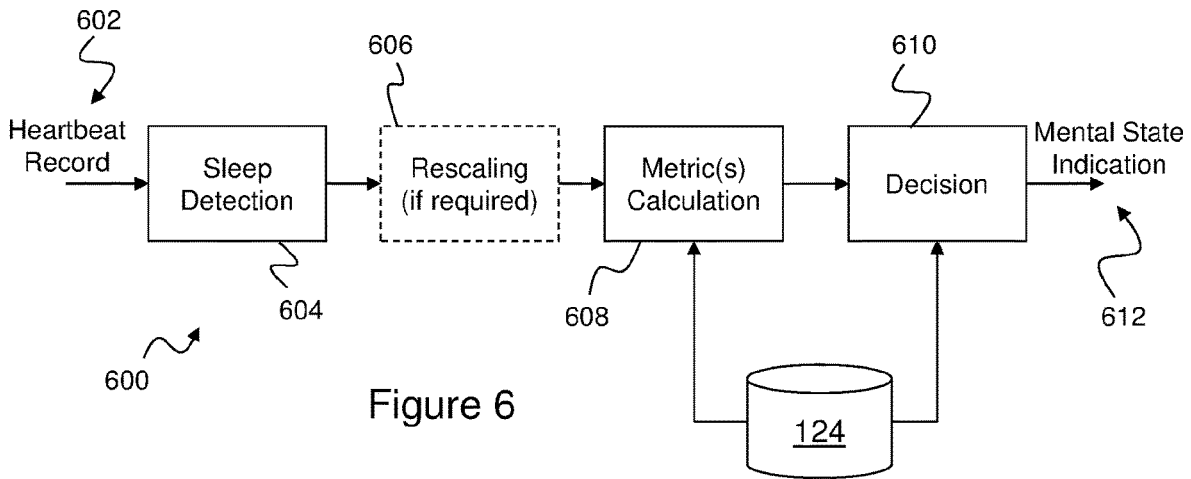 602
606
610
Heartbeat
Record
Sleep
Detection
Rescaling
(if required)
Metric(s)
Calculation
Decision
Mental State
Indication
604
608
612
600
Figure 6
124